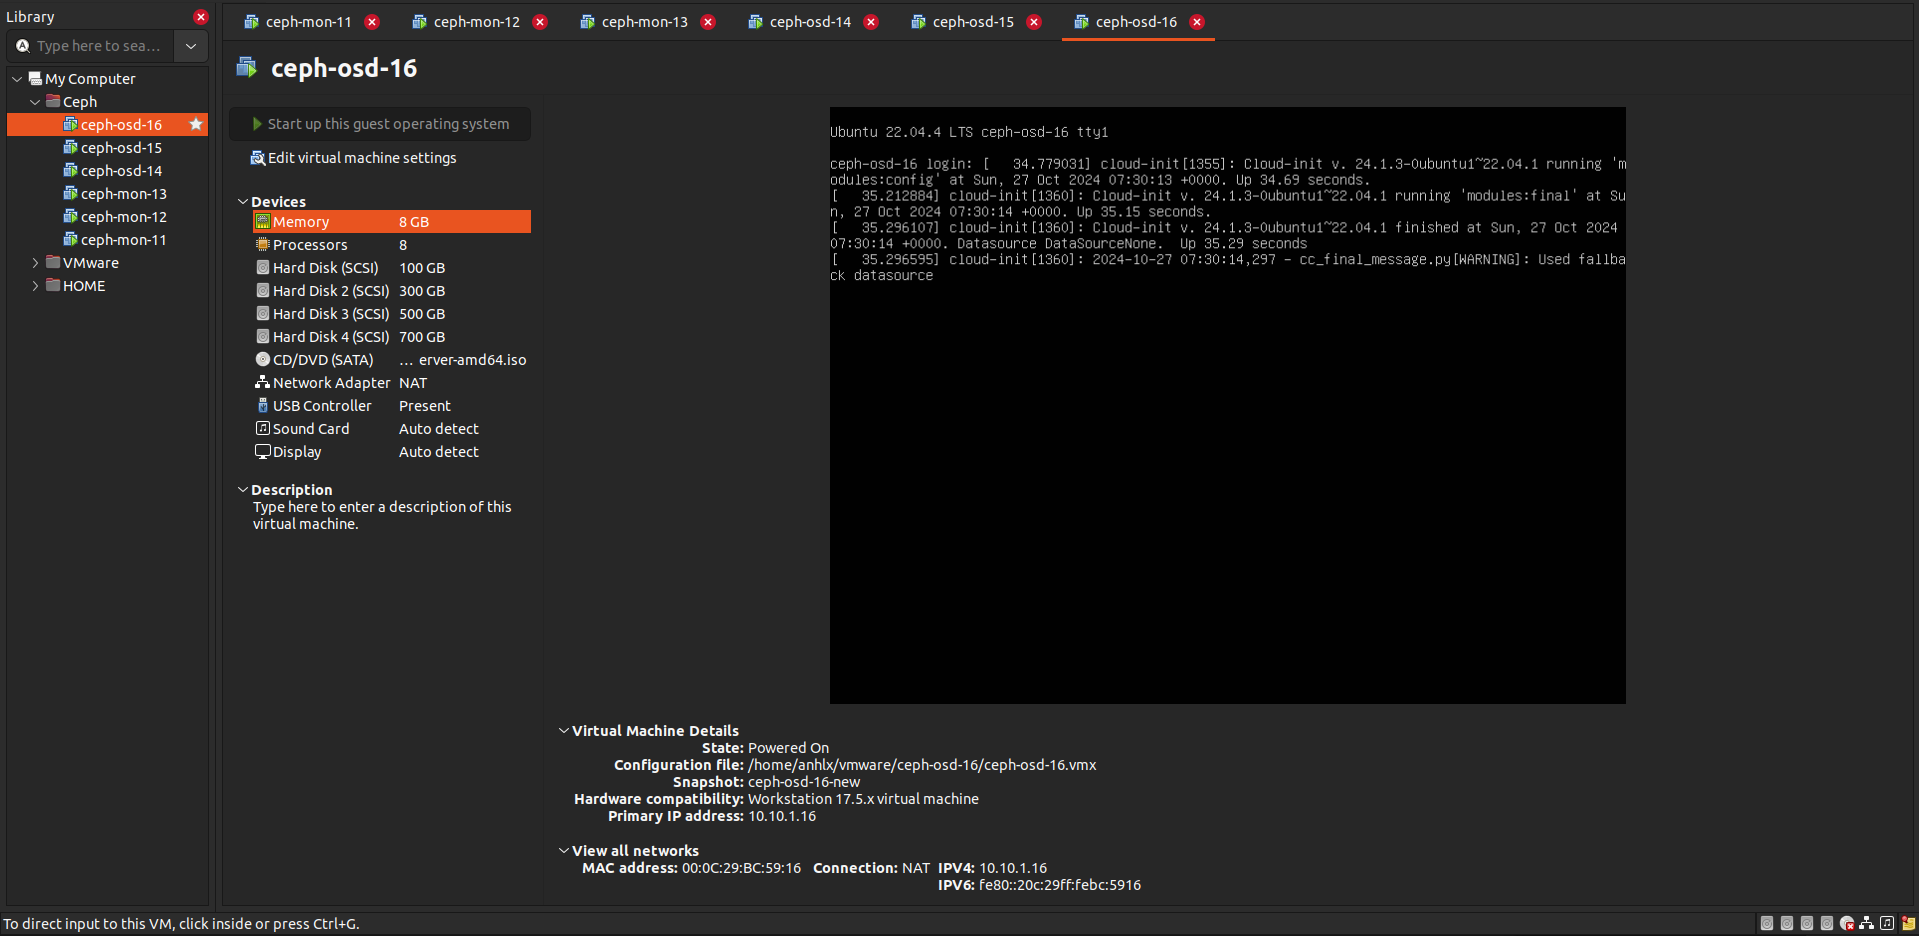 Library
Type here to sea...
My Computer
Ceph
ceph-osd-16
ceph-osd-15
ceph-osd-14
ceph-mon-13
ceph-mon-12
ceph-mon-11
VMware
HOME
ceph-mon-11
ceph-mon-12
ceph-mon-13
ceph-osd-14
ceph-osd-15
ceph-osd-16
ceph-osd-16
Start up this guest operating system
Edit virtual machine settings
Devices
Memory 8 GB
Processors 8
Hard Disk (SCSI) 100 GB
Hard Disk 2 (SCSI) 300 GB
Hard Disk 3 (SCSI) 500 GB
Hard Disk 4 (SCSI) 700 GB
CD/DVD (SATA) ... erver-amd64.iso
Network Adapter NAT
USB Controller Present
Sound Card Auto detect
Display Auto detect
Description
Type here to enter a description of this
virtual machine.
Ubuntu 22.04.4 LTS ceph-osd-16 tty1
ceph-osd-16 login: [   34.779031] cloud-init[1355]: Cloud-init v. 24.1.3-0ubuntu1~22.04.1 running 'm
odules:config' at Sun, 27 Oct 2024 07:30:13 +0000. Up 34.69 seconds.
[   35.212884] cloud-init[1360]: Cloud-init v. 24.1.3-0ubuntu1~22.04.1 running 'modules:final' at Su
n, 27 Oct 2024 07:30:14 +0000. Up 35.15 seconds.
[   35.296107] cloud-init[1360]: Cloud-init v. 24.1.3-0ubuntu1~22.04.1 finished at Sun, 27 Oct 2024
07:30:14 +0000. Datasource DataSourceNone.  Up 35.29 seconds
[   35.296595] cloud-init[1360]: 2024-10-27 07:30:14,297 - cc_final_message.py[WARNING]: Used fallba
ck datasource
Virtual Machine Details
State: Powered On
Configuration file: /home/anhlx/vmware/ceph-osd-16/ceph-osd-16.vmx
Snapshot: ceph-osd-16-new
Hardware compatibility: Workstation 17.5.x virtual machine
Primary IP address: 10.10.1.16
View all networks
MAC address: 00:0C:29:BC:59:16 Connection: NAT IPV4: 10.10.1.16
IPV6: fe80::20c:29ff:febc:5916
To direct input to this VM, click inside or press Ctrl+G.